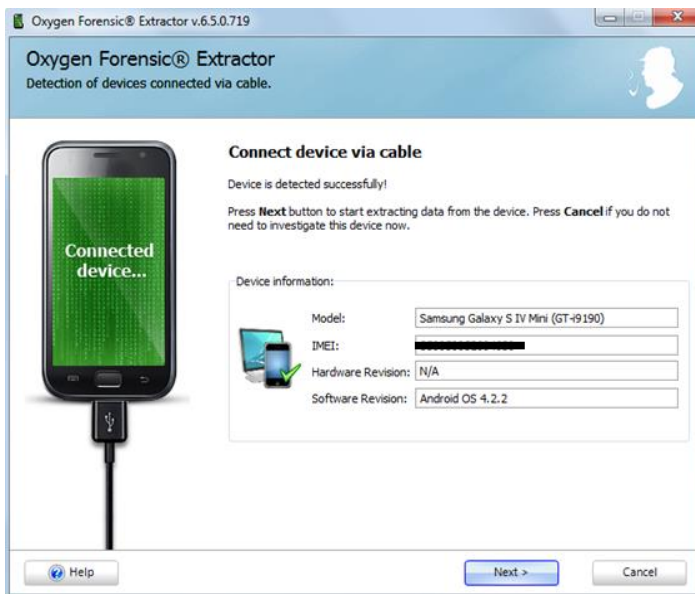 Oxygen Forensic® Extractor v.6.5.0.719
Oxygen Forensic® Extractor
Detection of devices connected via cable.
Connect device via cable
Device is detected successfully!
Press Next button to start extracting data from the device. Press Cancel if you do not
need to investigate this device now.
Connected
device...
Device information:
Model: Samsung Galaxy S IV Mini (GT-i9190)
IMEI:
Hardware Revision: N/A
Software Revision: Android OS 4.2.2
Help
Next >
Cancel